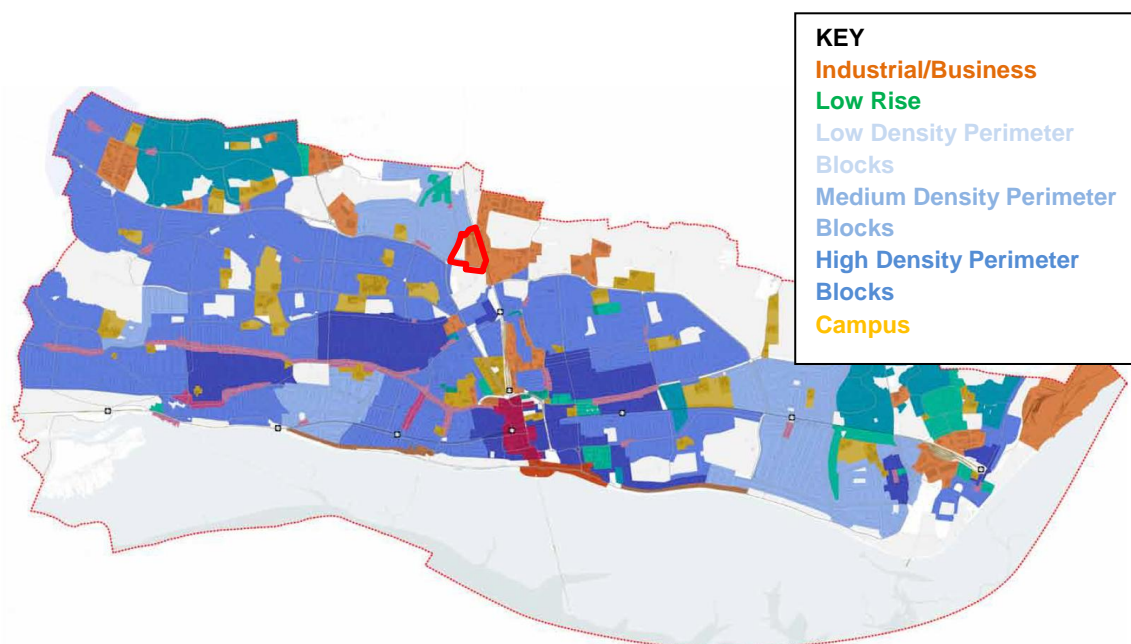 KEY
Industrial/Business
Low Rise
Low Density Perimeter
Blocks
Medium Density Perimeter
Blocks
High Density Perimeter
Blocks
Campus